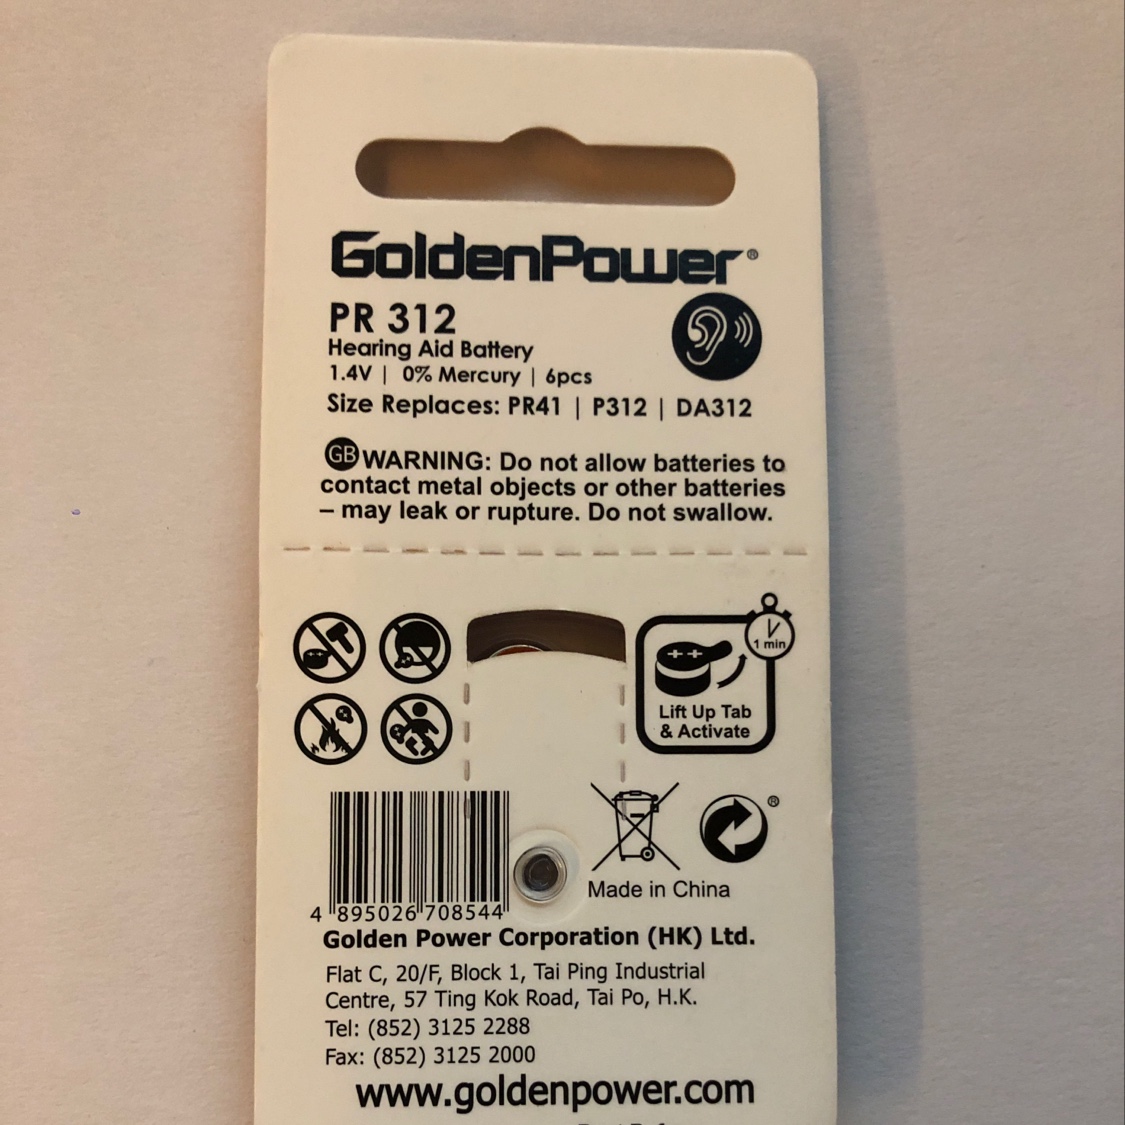 GoldenPower®
PR 312
Hearing Aid Battery
1.4V | 0% Mercury | 6pcs
Size Replaces: PR41 | P312 | DA312
GB WARNING: Do not allow batteries to
contact metal objects or other batteries
– may leak or rupture. Do not swallow.
1 min
++
Lift Up Tab
& Activate
®
Made in China
4 895026 708544
Golden Power Corporation (HK) Ltd.
Flat C, 20/F, Block 1, Tai Ping Industrial
Centre, 57 Ting Kok Road, Tai Po, H.K.
Tel: (852) 3125 2288
Fax: (852) 3125 2000
www.goldenpower.com